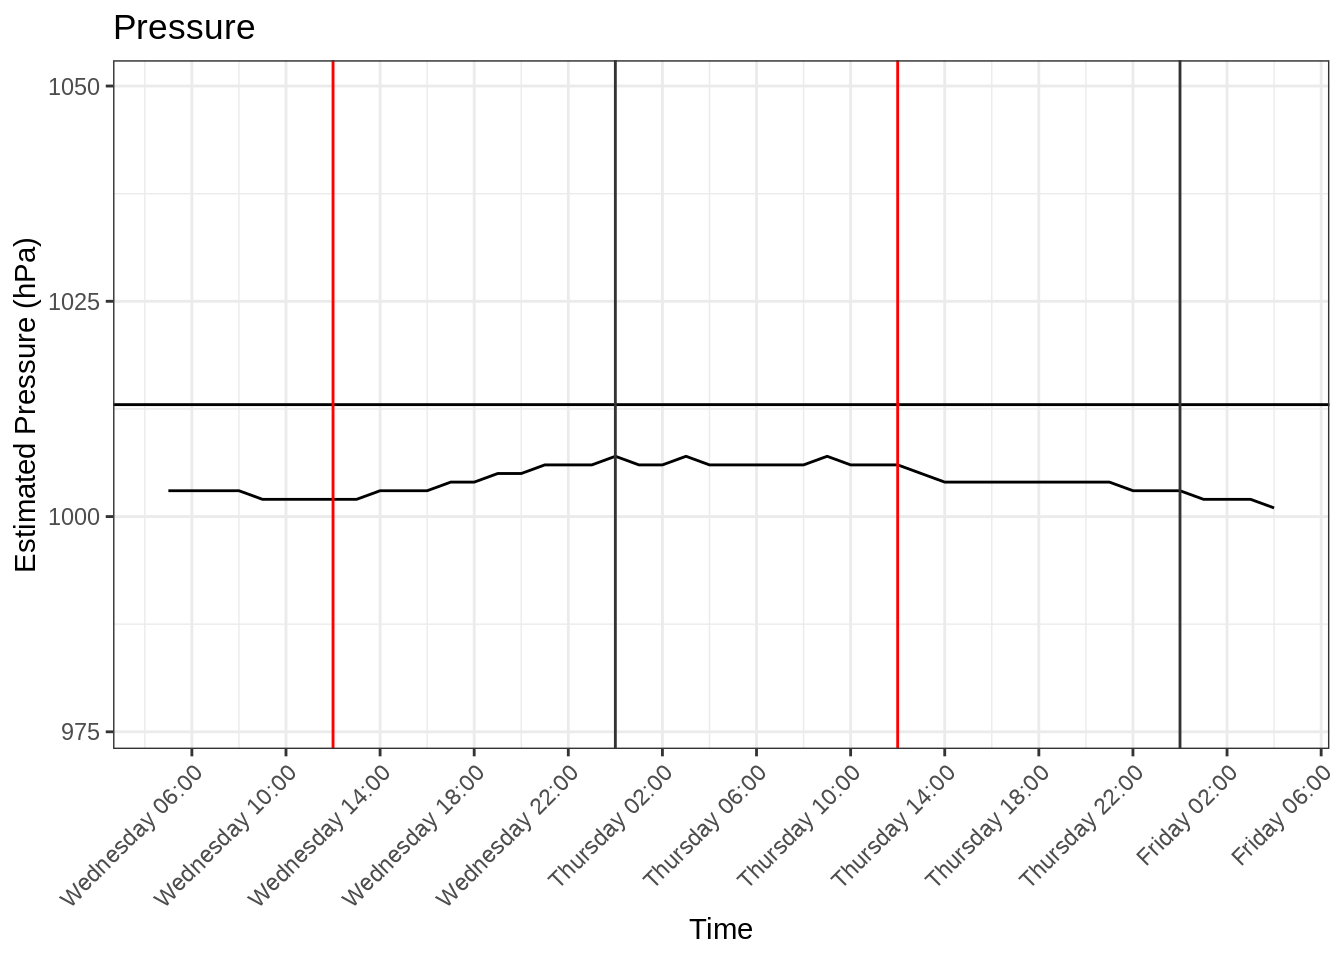 Pressure
Estimated Pressure (hPa)
1050
1025
1000
975
Wednesday 06:00
Wednesday 10:00
Wednesday 14:00
Wednesday 18:00
Wednesday 22:00
Thursday 02:00
Thursday 06:00
Thursday 10:00
Thursday 14:00
Thursday 18:00
Thursday 22:00
Friday 02:00
Friday 06:00
Time